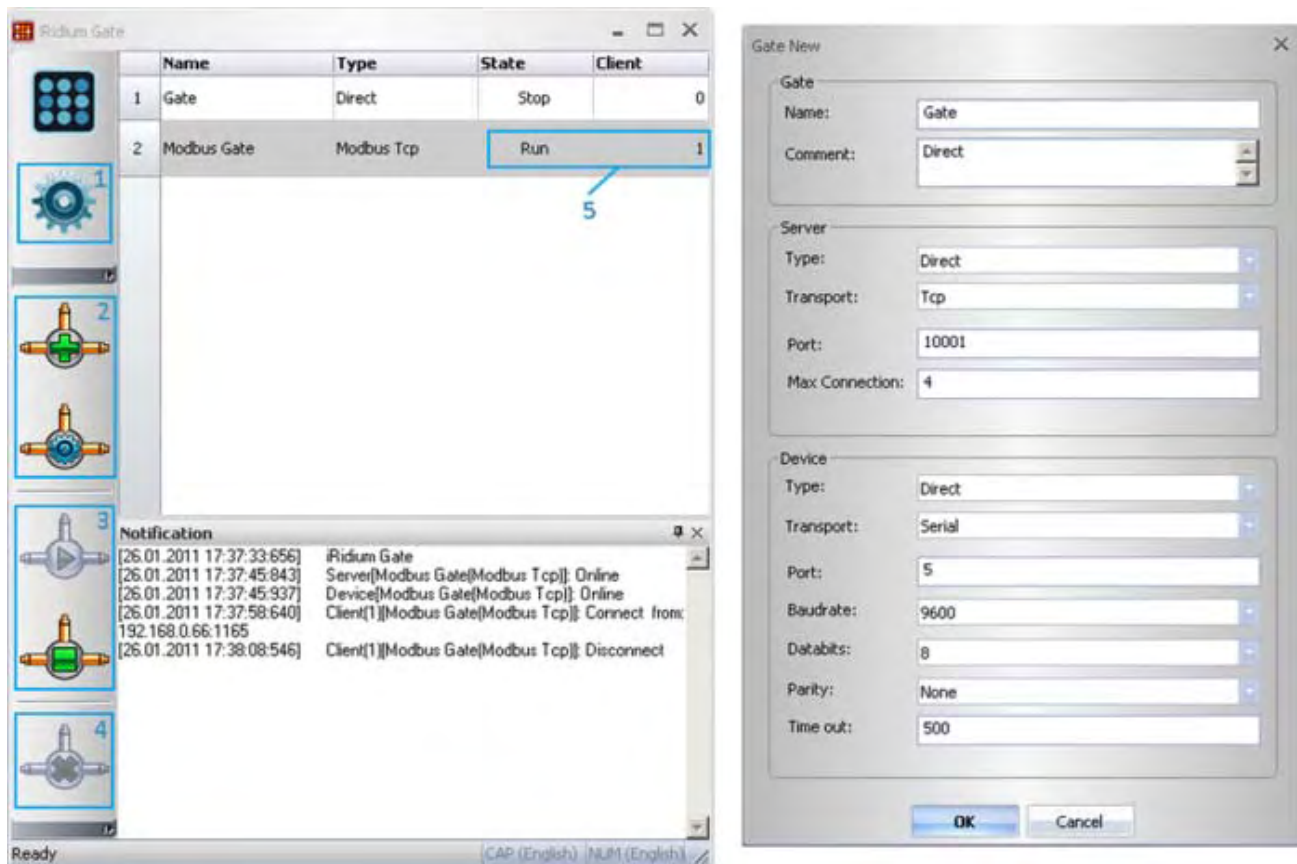 iRidium Gate
Name Type State Client
1 Gate Direct Stop 0
2 Modbus Gate Modbus Tcp Run 1
5
1
2
3
4
Notification
[26.01.2011 17:37:33:656] iRidium Gate
[26.01.2011 17:37:45:843] Server[Modbus Gate(Modbus Tcp)]: Online
[26.01.2011 17:37:45:937] Device[Modbus Gate(Modbus Tcp)]: Online
[26.01.2011 17:37:58:640] Client(1)[Modbus Gate(Modbus Tcp)]: Connect from:
192.168.0.66:1165
[26.01.2011 17:38:08:546] Client(1)[Modbus Gate(Modbus Tcp)]: Disconnect
Ready CAP (English) NUM (English)
Gate New
Gate
Name: Gate
Comment: Direct
Server
Type: Direct
Transport: Tcp
Port: 10001
Max Connection: 4
Device
Type: Direct
Transport: Serial
Port: 5
Baudrate: 9600
Databits: 8
Parity: None
Time out: 500
OK Cancel